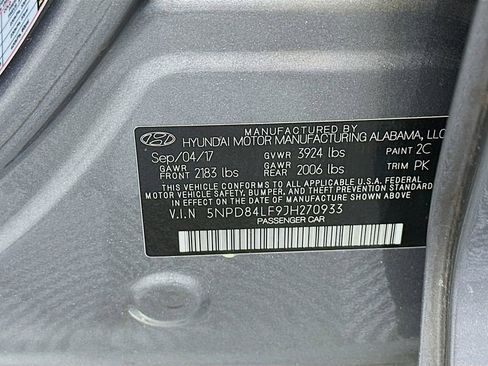 MANUFACTURED BY
HYUNDAI MOTOR MANUFACTURING ALABAMA, LLC
Sep/04/17 GVWR 3924 lbs PAINT 2C
GAWR FRONT 2183 lbs GAWR REAR 2006 lbs TRIM PK
THIS VEHICLE CONFORMS TO ALL APPLICABLE U.S.A FEDERAL
MOTOR VEHICLE SAFETY, BUMPER, AND THEFT PREVENTION
STANDARDS IN EFFECT ON THE DATE OF MANUFACTURE SHOWN ABOVE.
V.I.N 5NPD84LF9JH270933
PASSENGER CAR